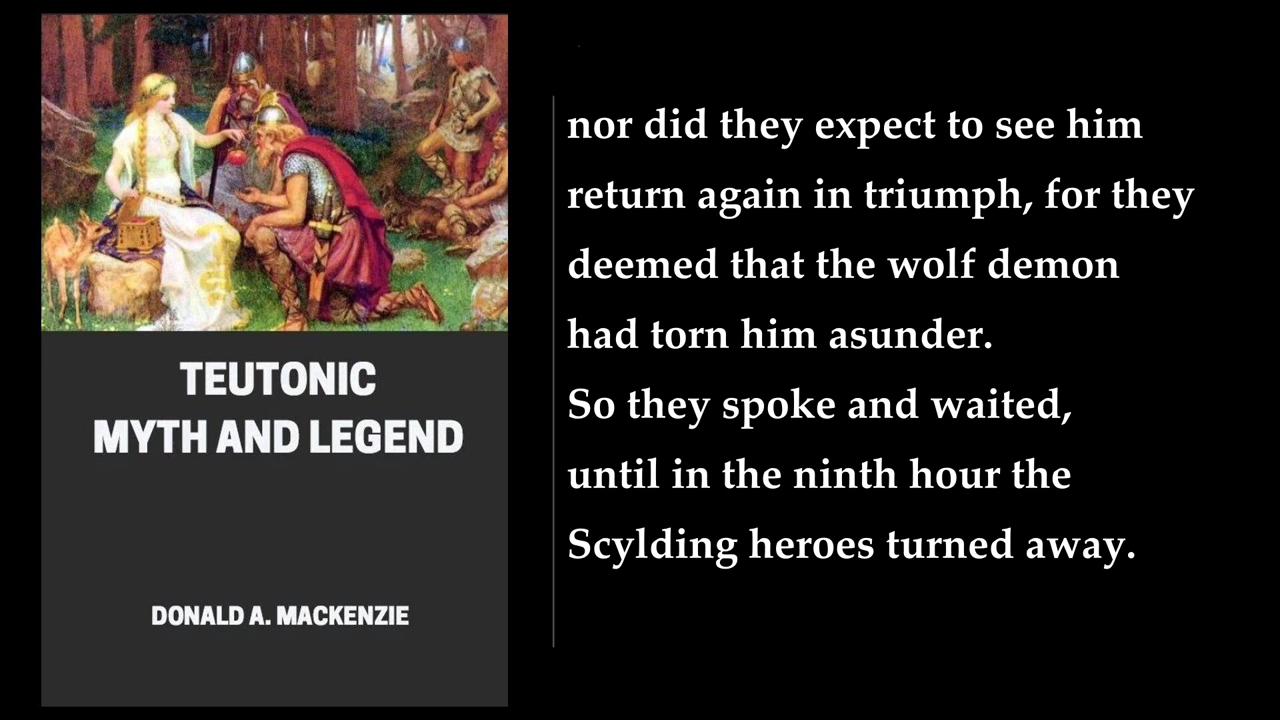 TEUTONIC
MYTH AND LEGEND
DONALD A. MACKENZIE
nor did they expect to see him
return again in triumph, for they
deemed that the wolf demon
had torn him asunder.
So they spoke and waited,
until in the ninth hour the
Scylding heroes turned away.